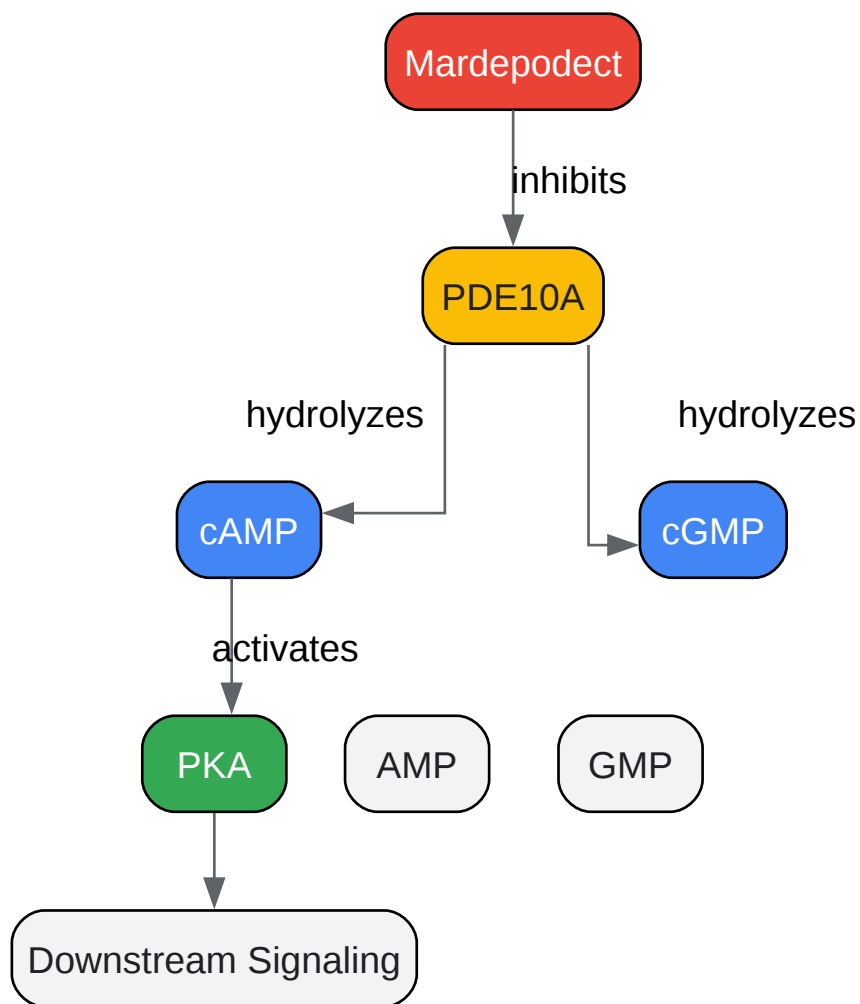 Mardepodect
inhibits
PDE10A
hydrolyzes
hydrolyzes
cAMP
cGMP
activates
PKA
AMP
GMP
Downstream Signaling